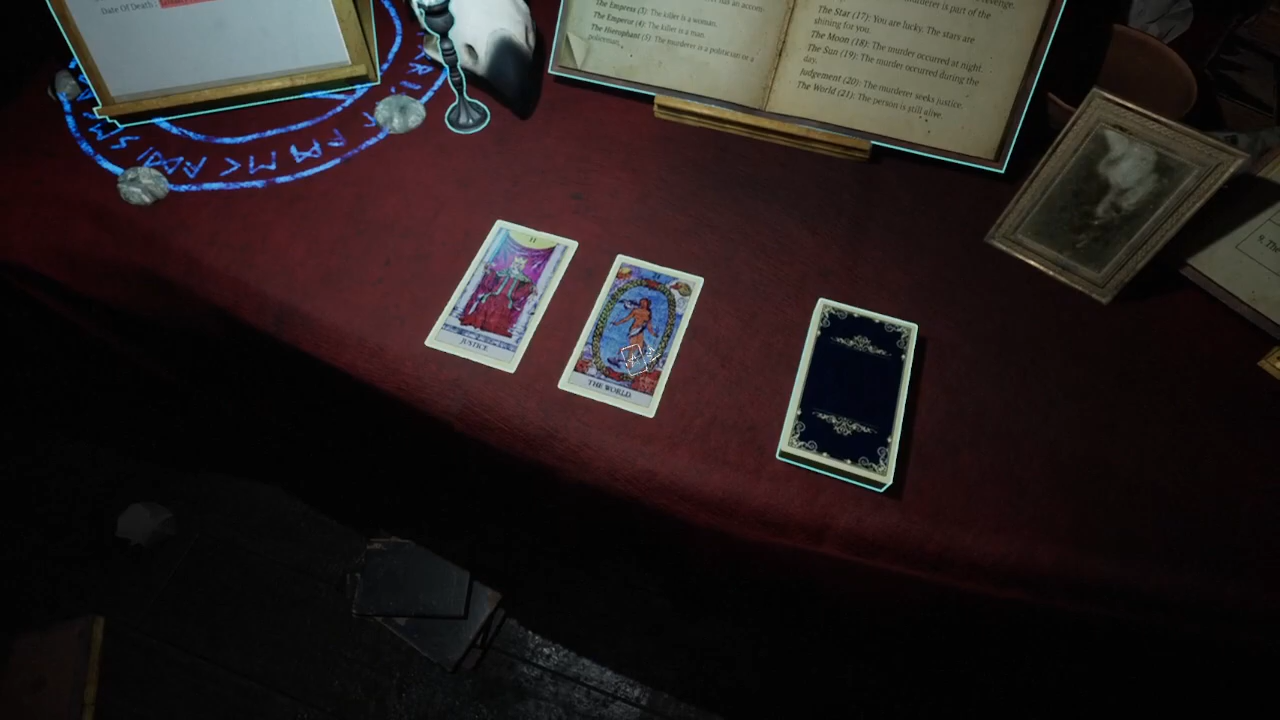 Date Of Death :
The Empress (3): The killer is a woman.
The Emperor (4): The killer is a man.
The Hierophant (5): The murderer is a politician or a
policeman.
The Star (17): You are lucky. The stars are
shining for you.
The Moon (18): The murder occurred at night.
The Sun (19): The murder occurred during the
day.
Judgement (20): The murderer seeks justice.
The World (21): The person is still alive.
11
JUSTICE
21
THE WORLD.